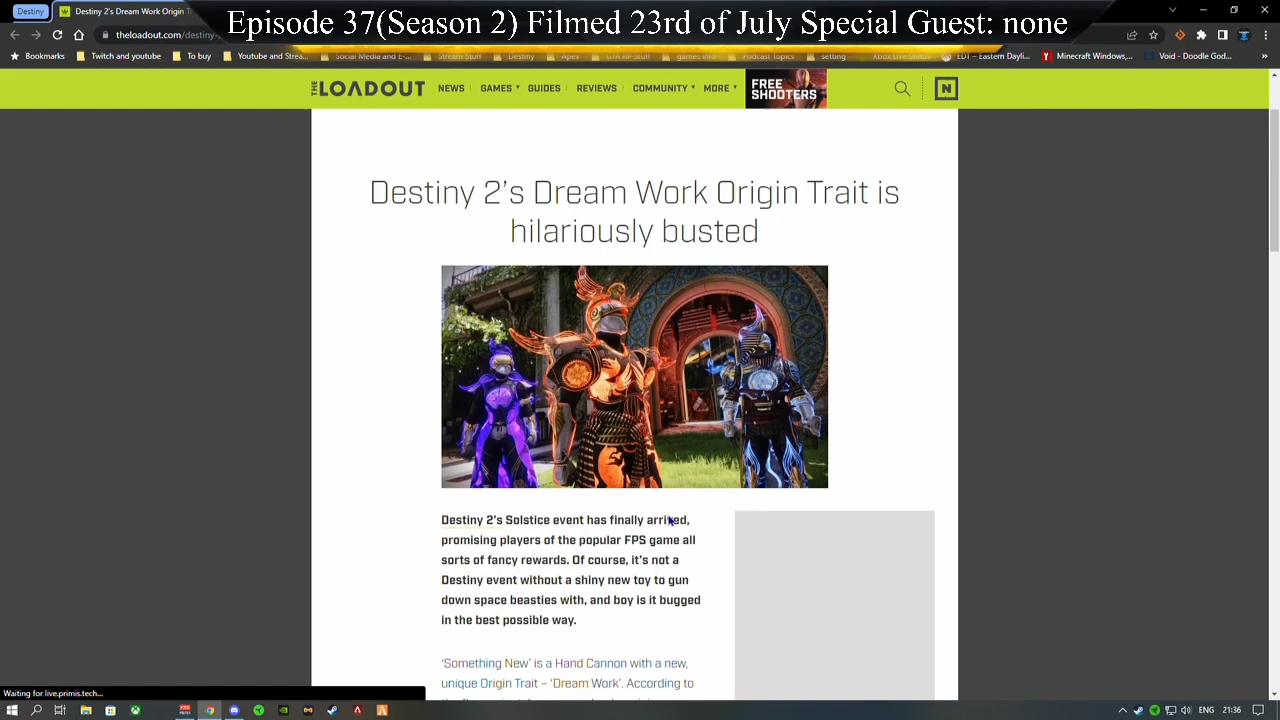 Episode 37(Season 2) Filmed 23rd of July Special Guest: none
Destiny
Destiny 2's Dream Work Origin Tr
theloadout.com/destiny-
Bookmarks
Twitch and youtube
Youtube and Strea...
Social Media and E-...
Stream Stuff
Destiny
Apex
GTA RP Stuff
games info
Podcast Topics
setting
Xbox Live Status
EDT – Eastern Dayli...
Minecraft Windows,...
Void - Doodle God...
THE LOADOUT
NEWS
GAMES
GUIDES
REVIEWS
COMMUNITY
MORE
FREE
SHOOTERS
N
Destiny 2's Dream Work Origin Trait is
hilariously busted
Destiny 2's Solstice event has finally arrived,
promising players of the popular FPS game all
sorts of fancy rewards. Of course, it's not a
Destiny event without a shiny new toy to gun
down space beasties with, and boy is it bugged
in the best possible way.
'Something New' is a Hand Cannon with a new,
unique Origin Trait – 'Dream Work'. According to
Waiting for live.primis.tech...
ENG
21:36